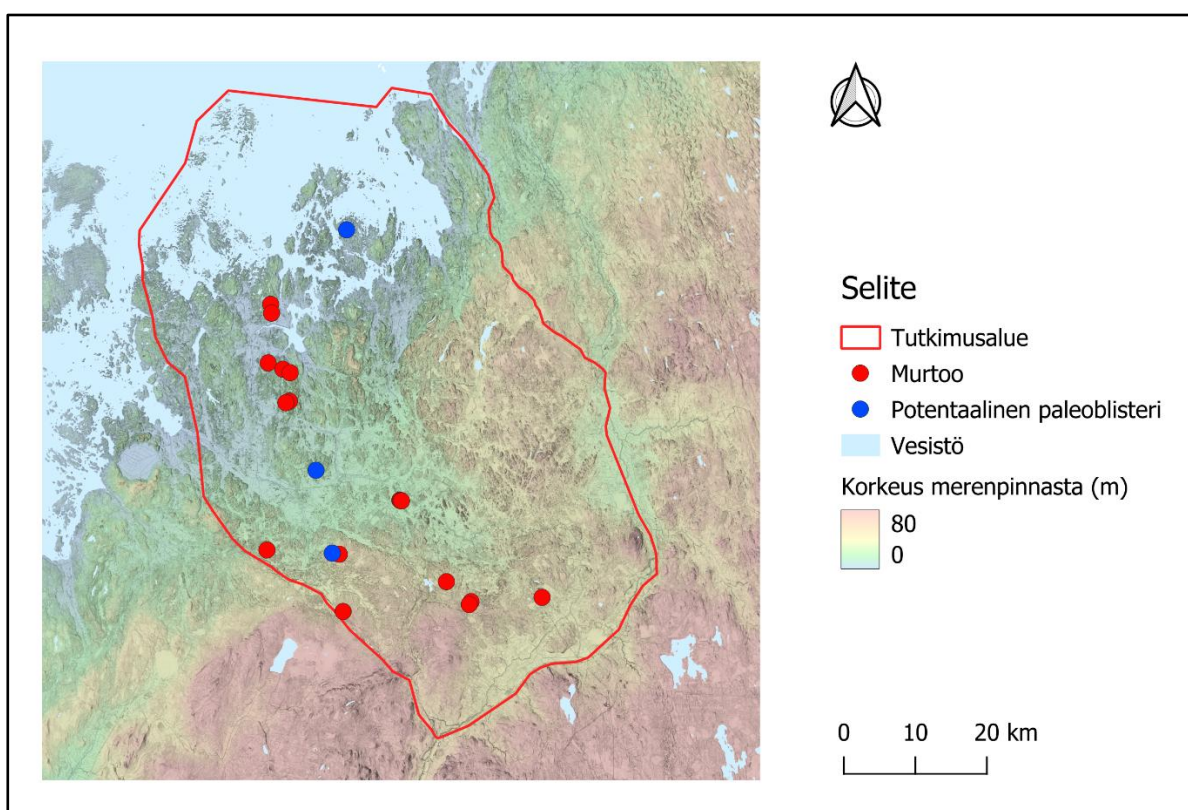 Selite
Tutkimusalue
Murtoo
Potentaalinen paleoblisteri
Vesistö
Korkeus merenpinnasta (m)
80
0
0 10 20 km